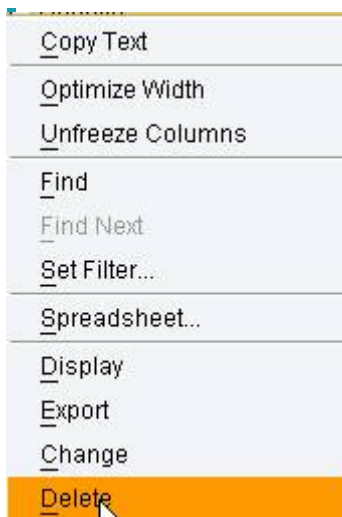 Copy Text
Optimize Width
Unfreeze Columns
Find
Find Next
Set Filter...
Spreadsheet...
Display
Export
Change
Delete